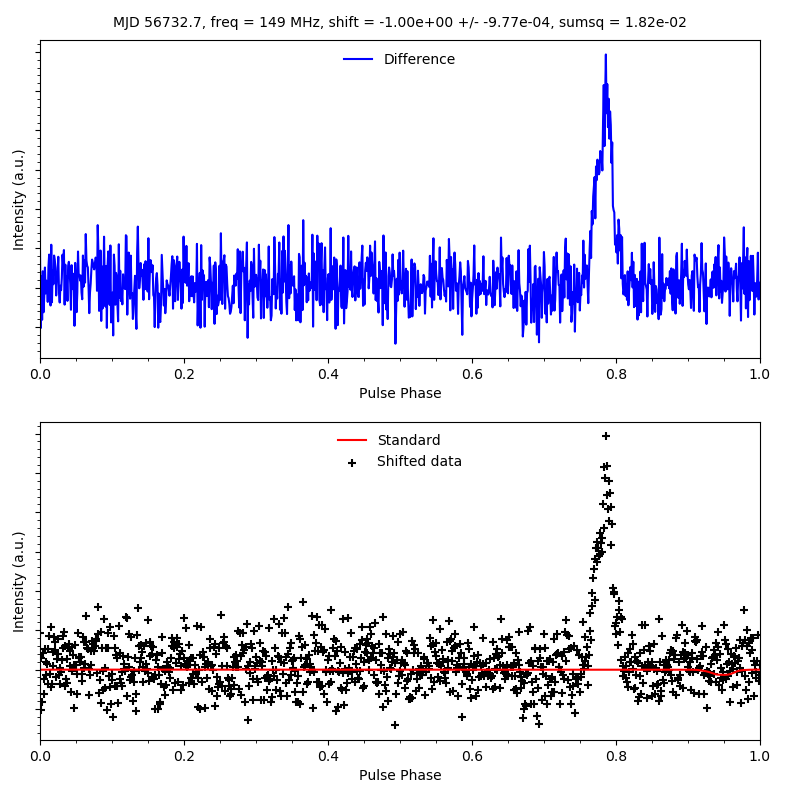 MJD 56732.7, freq = 149 MHz, shift = -1.00e+00 +/- -9.77e-04, sumsq = 1.82e-02
Difference
Intensity (a.u.)
0.0 0.2 0.4 0.6 0.8 1.0
Pulse Phase
Standard
Shifted data
Intensity (a.u.)
0.0 0.2 0.4 0.6 0.8 1.0
Pulse Phase